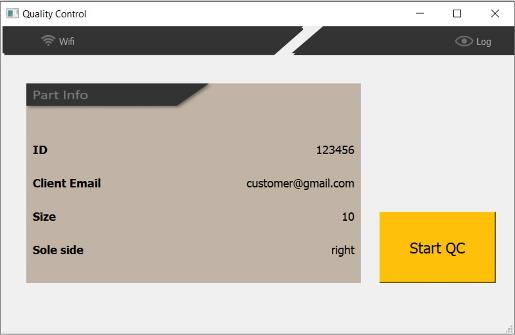 Quality Control
Wifi Log
Part Info
ID 123456
Client Email customer@gmail.com
Size 10
Sole side right
Start QC